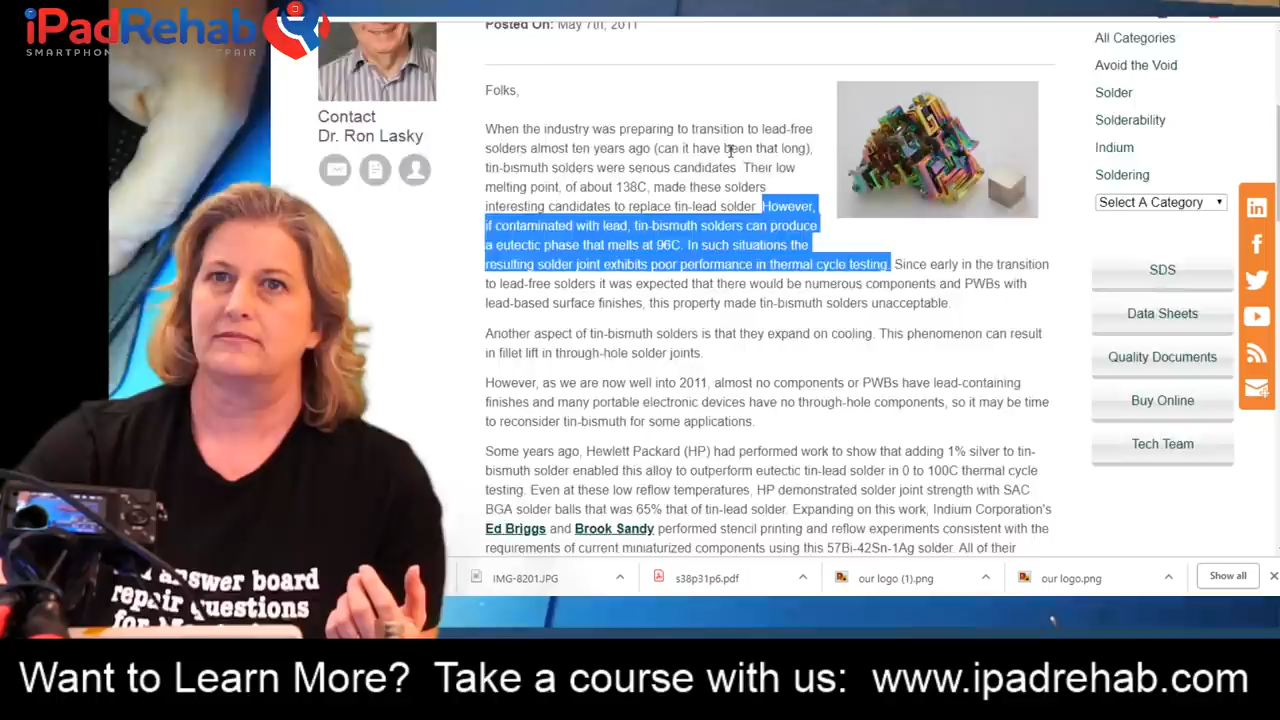 iPadRehab
Posted On: May 7th, 2011
All Categories
Avoid the Void
Solder
Solderability
Indium
Soldering
Select A Category
Contact
Dr. Ron Lasky
Folks,
When the industry was preparing to transition to lead-free
solders almost ten years ago (can it have been that long),
tin-bismuth solders were serious candidates. Their low
melting point, of about 138C, made these solders
interesting candidates to replace tin-lead solder. However,
if contaminated with lead, tin-bismuth solders can produce
a eutectic phase that melts at 96C. In such situations the
resulting solder joint exhibits poor performance in thermal cycle testing. Since early in the transition
to lead-free solders it was expected that there would be numerous components and PWBs with
lead-based surface finishes, this property made tin-bismuth solders unacceptable.
Another aspect of tin-bismuth solders is that they expand on cooling. This phenomenon can result
in fillet lift in through-hole solder joints.
However, as we are now well into 2011, almost no components or PWBs have lead-containing
finishes and many portable electronic devices have no through-hole components, so it may be time
to reconsider tin-bismuth for some applications.
Some years ago, Hewlett Packard (HP) had performed work to show that adding 1% silver to tin-
bismuth solder enabled this alloy to outperform eutectic tin-lead solder in 0 to 100C thermal cycle
testing. Even at these low reflow temperatures, HP demonstrated solder joint strength with SAC
BGA solder balls that was 65% that of tin-lead solder. Expanding on this work, Indium Corporation's
Ed Briggs and Brook Sandy performed stencil printing and reflow experiments consistent with the
requirements of current miniaturized components using this 57Bi-42Sn-1Ag solder. All of their
SDS
Data Sheets
Quality Documents
Buy Online
Tech Team
answer board
repair questions
IMG-8201.JPG
s38p31p6.pdf
our logo (1).png
our logo.png
Show all
Want to Learn More? Take a course with us: www.ipadrehab.com